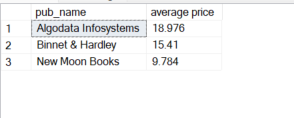 pub_name average price
1 Algodata Infosystems 18.976
2 Binnet & Hardley 15.41
3 New Moon Books 9.784